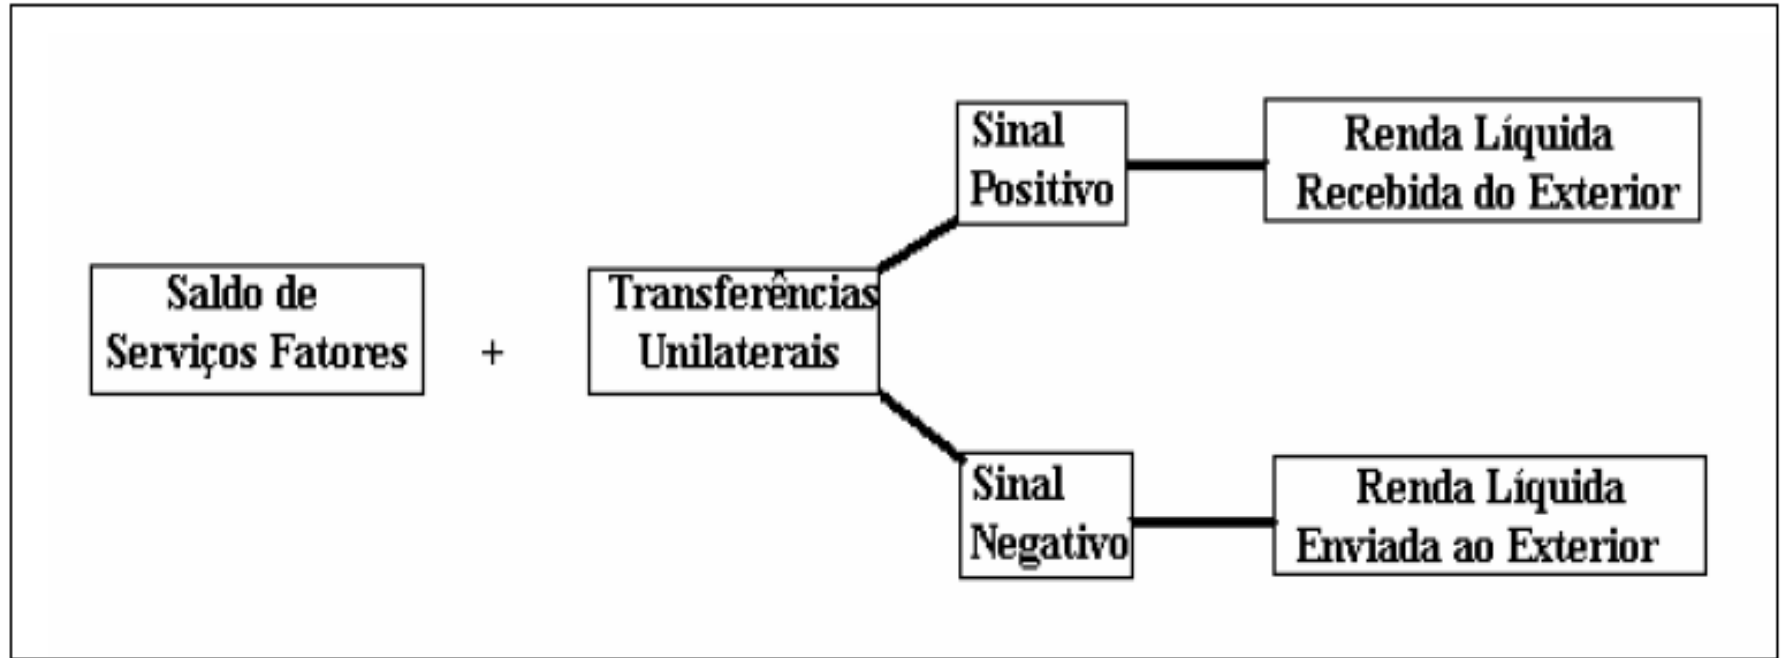 Saldo de
Serviços Fatores
+
Transferências
Unilaterais
Sinal
Positivo
Renda Líquida
Recebida do Exterior
Sinal
Negativo
Renda Líquida
Enviada ao Exterior